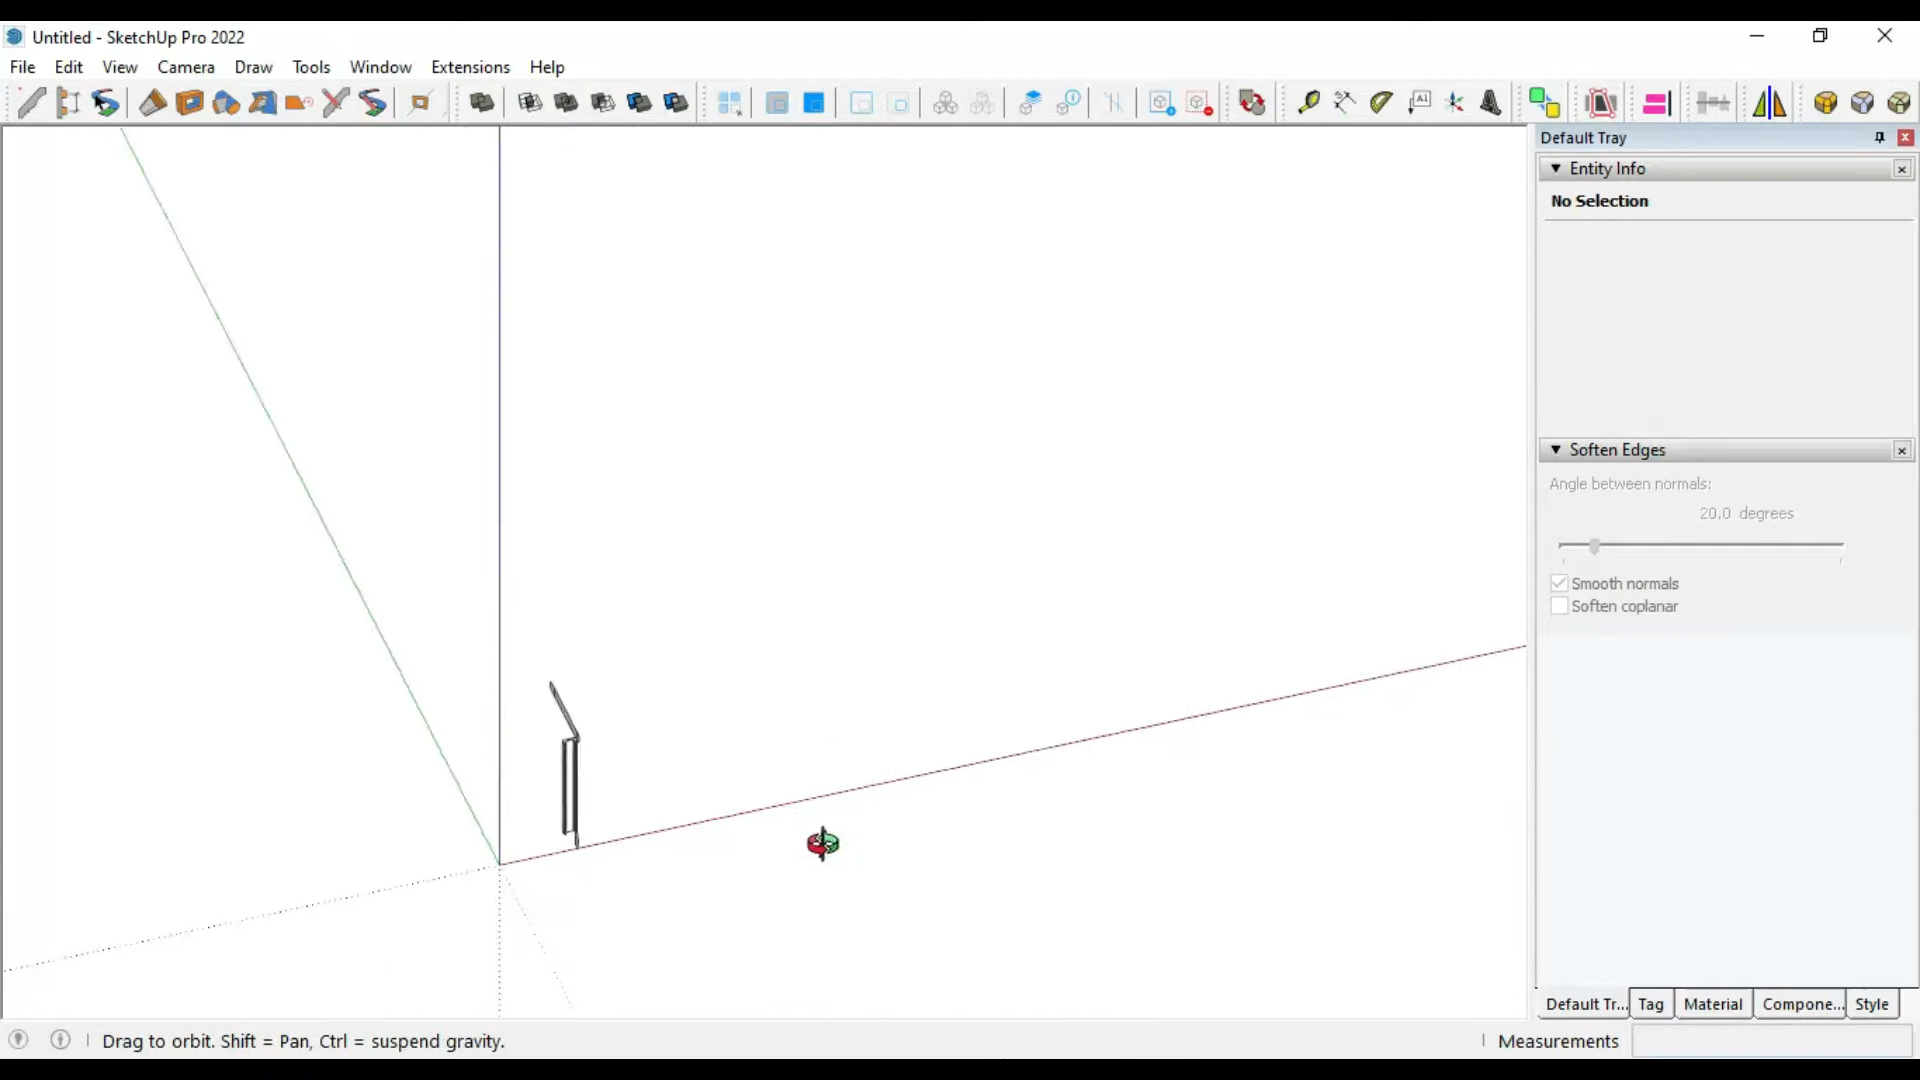 Untitled - SketchUp Pro 2022
File Edit View Camera Draw Tools Window Extensions Help
A1
Default Tray
Entity Info
No Selection
Soften Edges
Angle between normals:
20.0 degrees
Smooth normals
Soften coplanar
Default Tr... Tag Material Compone... Style
Drag to orbit. Shift = Pan, Ctrl = suspend gravity.
Measurements